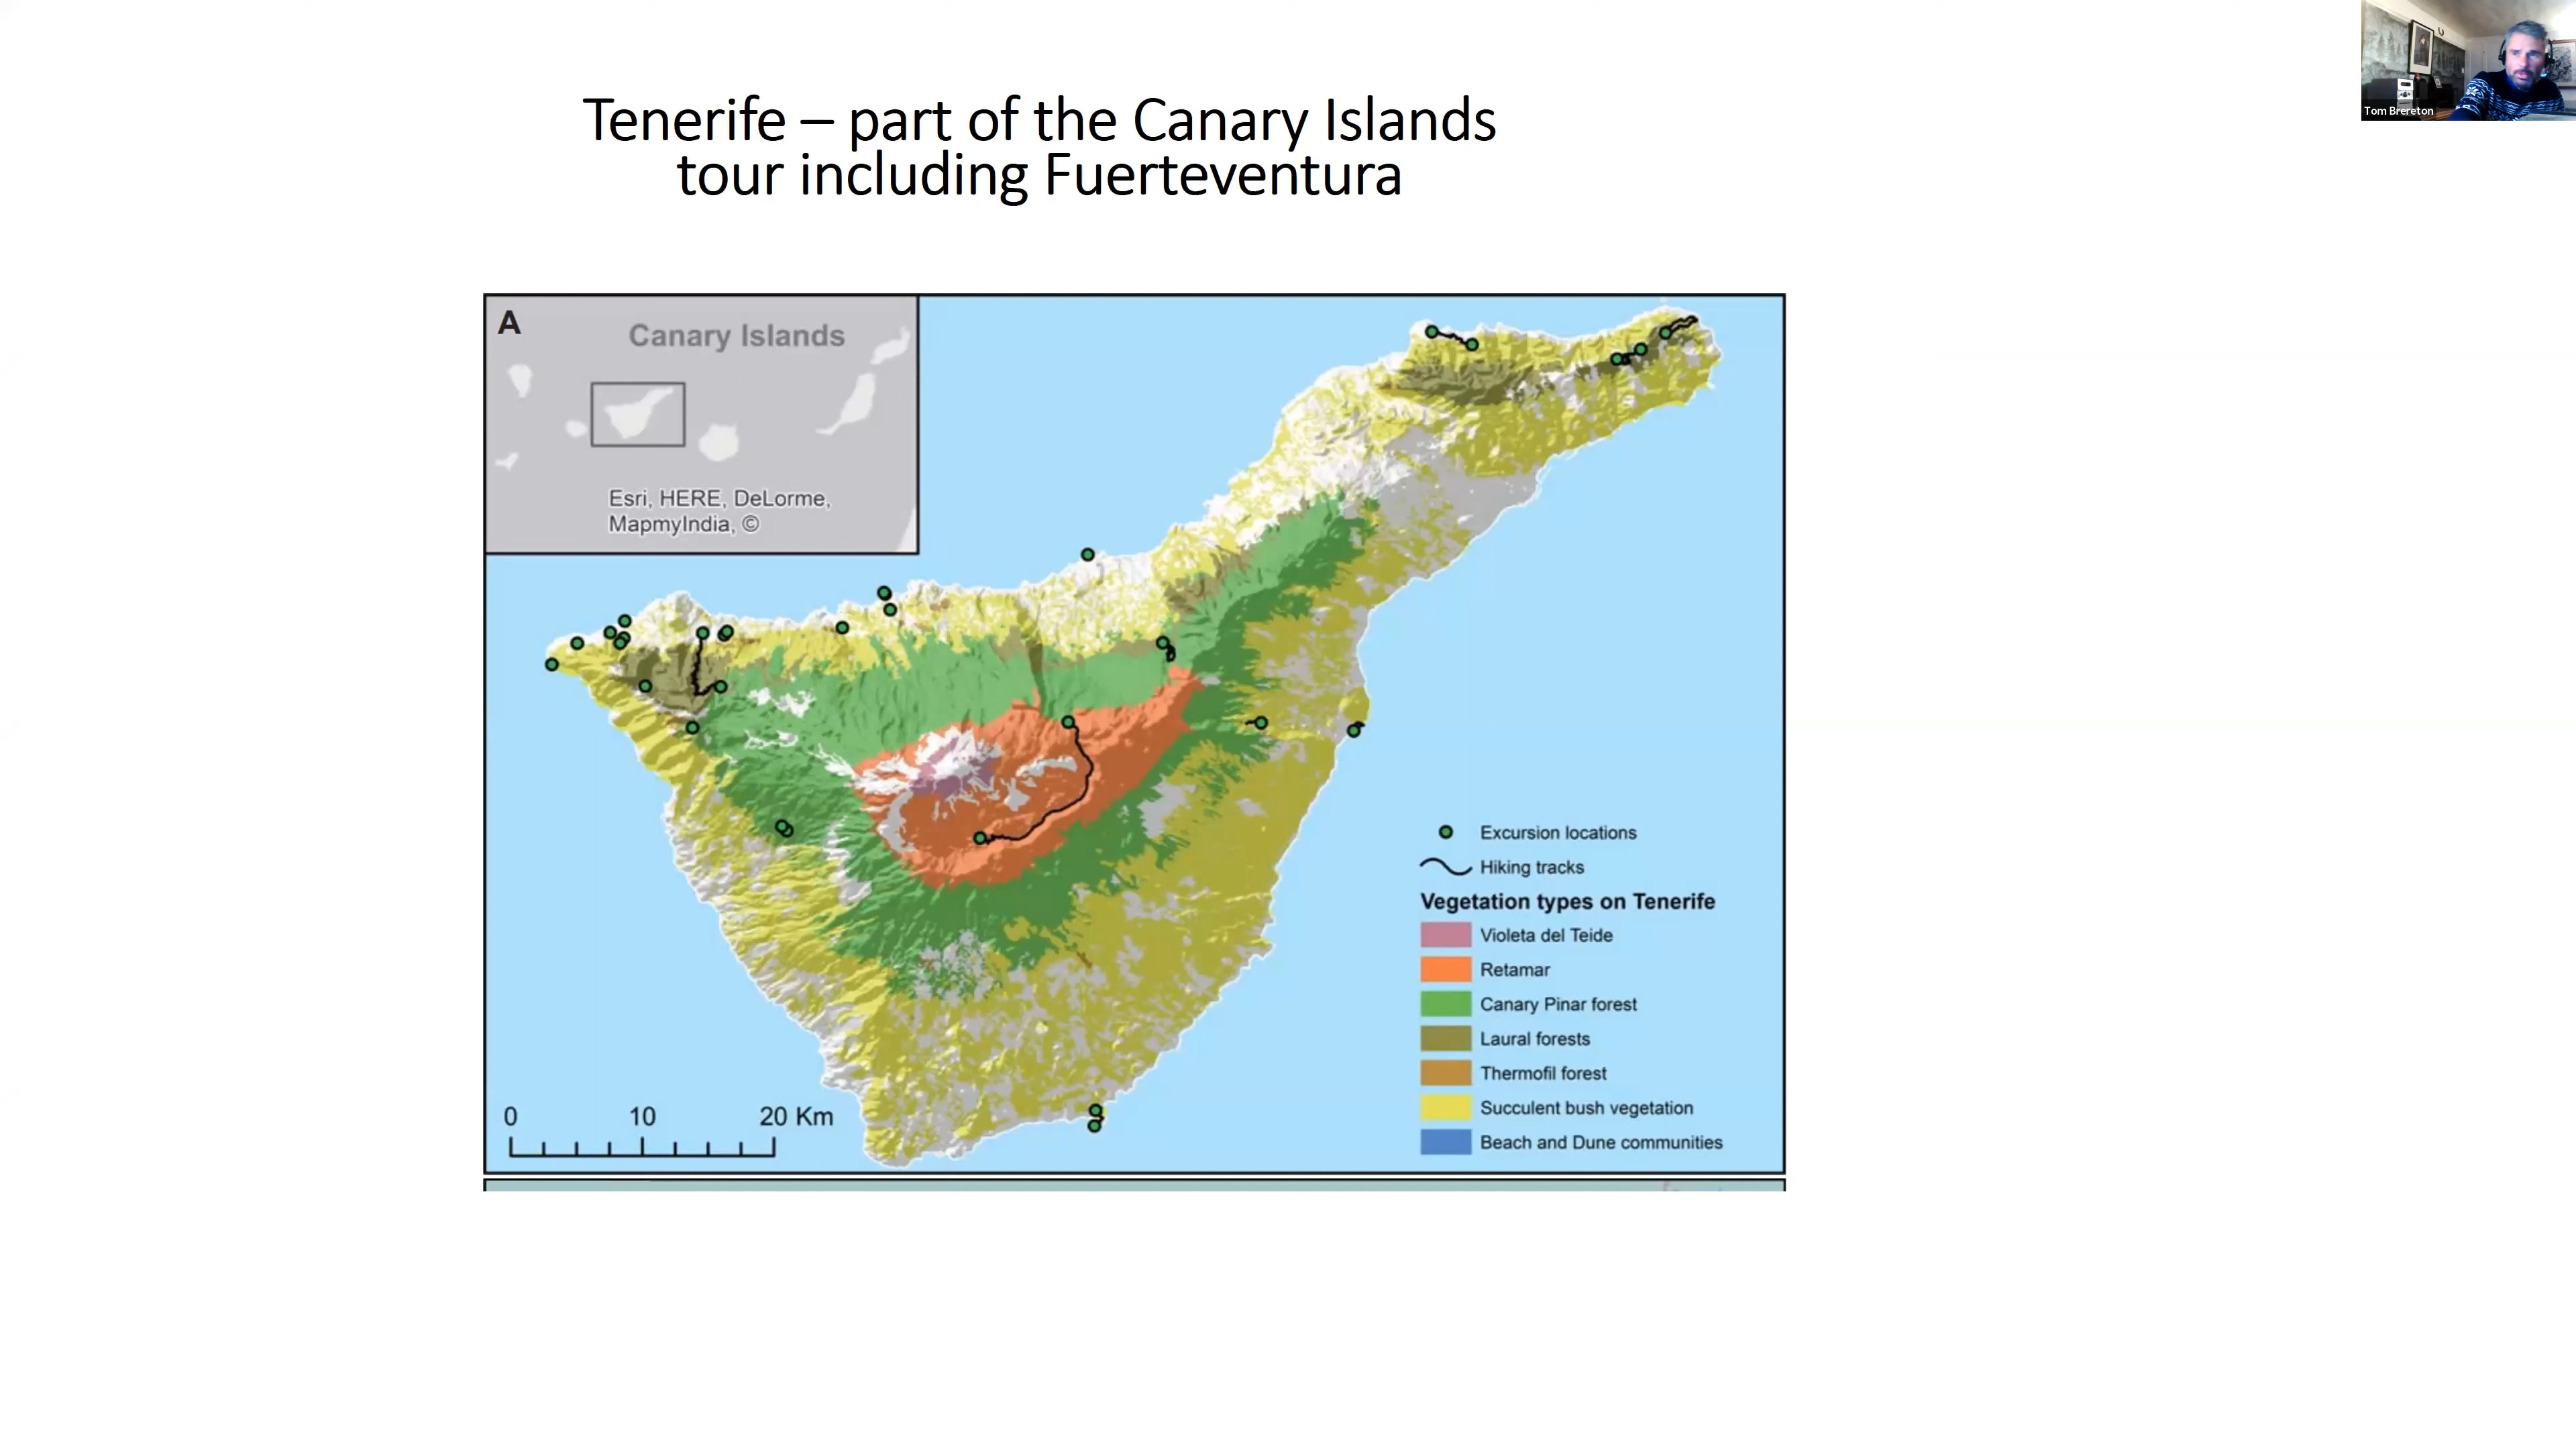 Tenerife – part of the Canary Islands
tour including Fuerteventura
Tom Brereton
A
Canary Islands
Esri, HERE, DeLorme,
MapmyIndia, ©
Excursion locations
Hiking tracks
Vegetation types on Tenerife
Violeta del Teide
Retamar
Canary Pinar forest
Laural forests
Thermofil forest
Succulent bush vegetation
Beach and Dune communities
0 10 20 Km